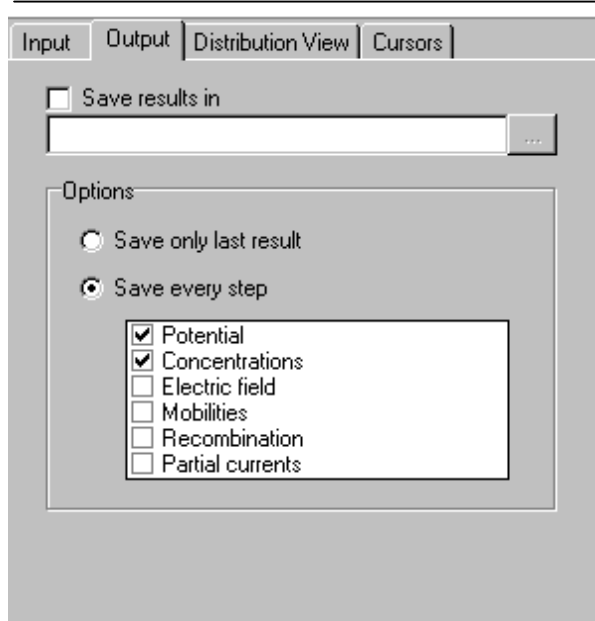 Input Output Distribution View Cursors
Save results in
...
Options
Save only last result
Save every step
Potential
Concentrations
Electric field
Mobilities
Recombination
Partial currents